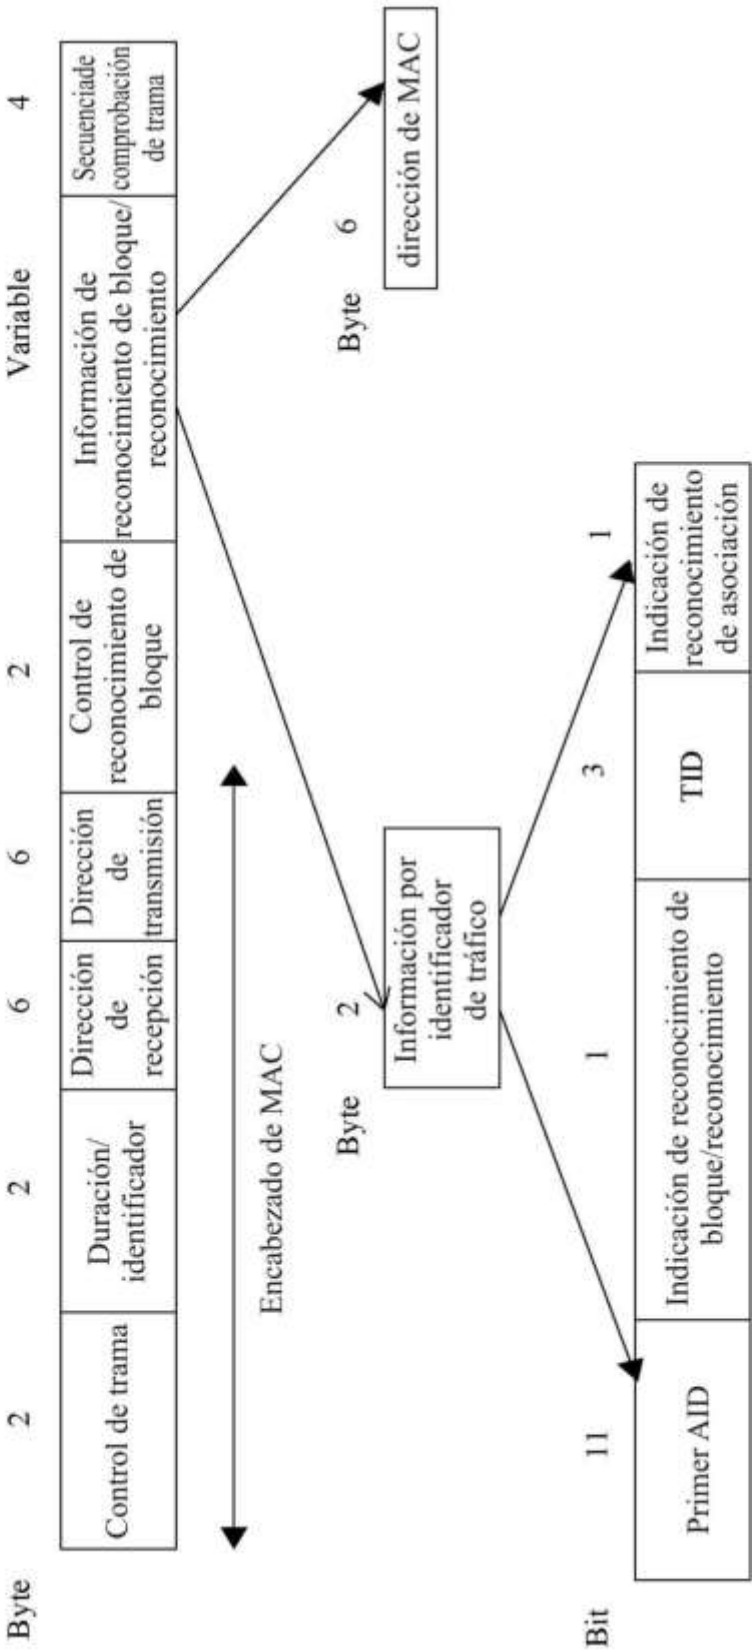 Byte 2 2 6 6 2 Variable 4
Control de trama
Duración/
identificador
Dirección
de
recepción
Dirección
de
transmisión
Control de
reconocimiento de
bloque
Información de
reconocimiento de bloque/
reconocimiento
Secuenciade
comprobación
de trama
Encabezado de MAC
Byte 2
Información por
identificador
de tráfico
Byte 6
dirección de MAC
Bit 11 1 3 1
Primer AID
Indicación de reconocimiento de
bloque/reconocimiento
TID
Indicación de
reconocimiento
de asociación